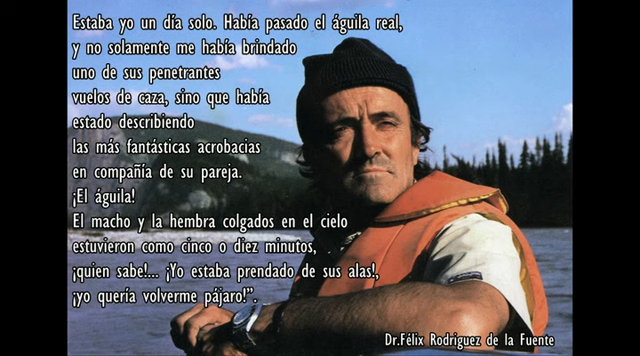 Estaba yo un día solo. Había pasado el águila real,
y no solamente me había brindado
uno de sus penetrantes
vuelos de caza, sino que había
estado describiendo
las más fantásticas acrobacias
en compañía de su pareja.
¡El águila!
El macho y la hembra colgados en el cielo
estuvieron como cinco o diez minutos,
¡quien sabe!... ¡Yo estaba prendado de sus alas!,
¡yo quería volverme pájaro!”.
Dr.Félix Rodriguez de la Fuente